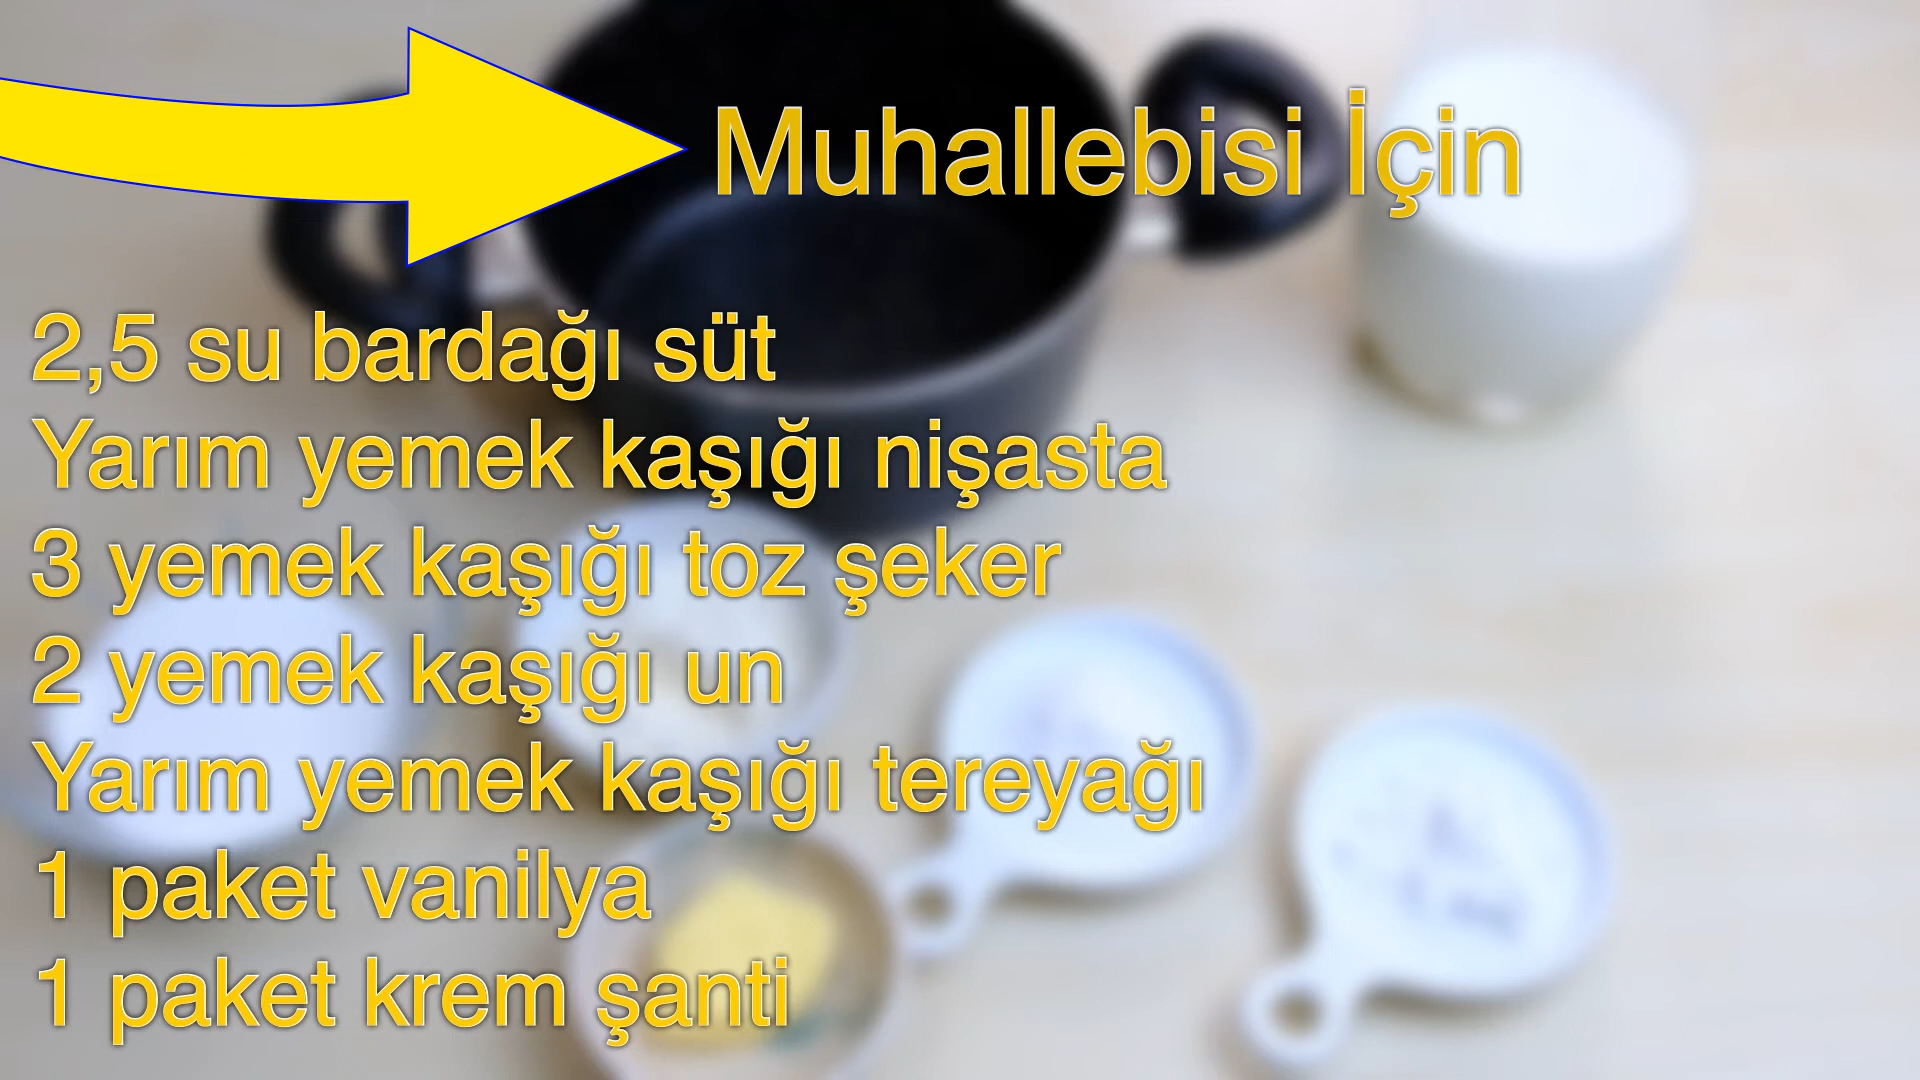 Muhallebisi İçin
2,5 su bardağı süt
Yarım yemek kaşığı nişasta
3 yemek kaşığı toz şeker
2 yemek kaşığı un
Yarım yemek kaşığı tereyağı
1 paket vanilya
1 paket krem şanti